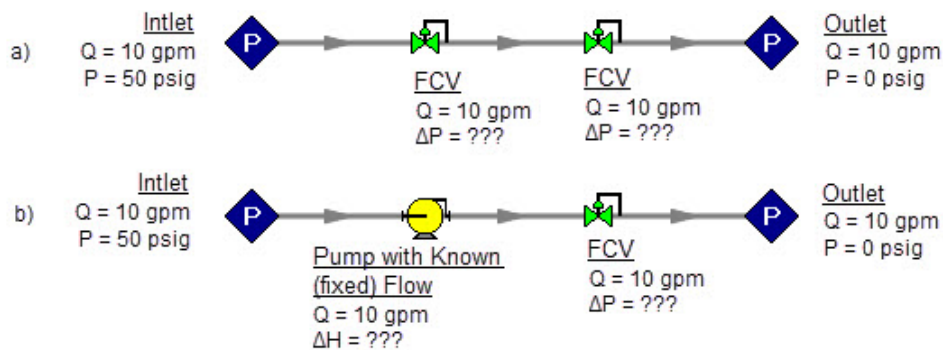 a)
Intlet
Q = 10 gpm
P = 50 psig
P
FCV
Q = 10 gpm
ΔP = ???
FCV
Q = 10 gpm
ΔP = ???
P
Outlet
Q = 10 gpm
P = 0 psig
b)
Intlet
Q = 10 gpm
P = 50 psig
P
Pump with Known
(fixed) Flow
Q = 10 gpm
ΔH = ???
FCV
Q = 10 gpm
ΔP = ???
P
Outlet
Q = 10 gpm
P = 0 psig